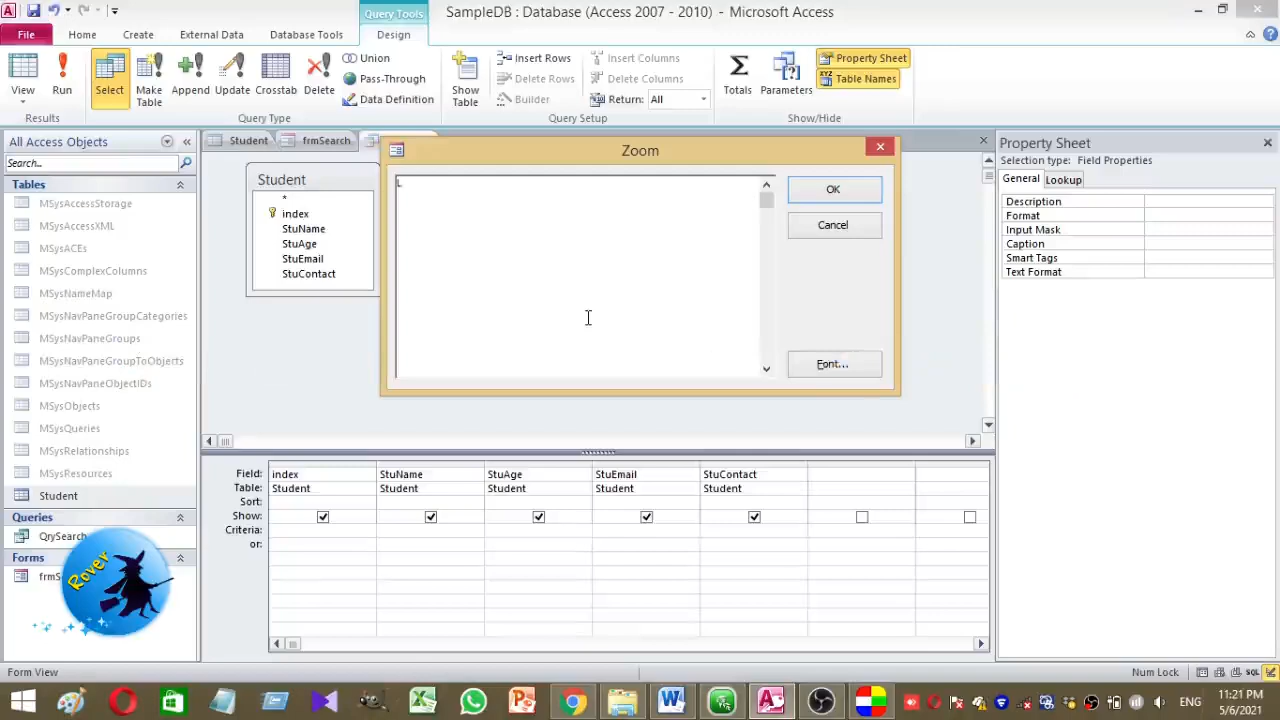 Query Tools
SampleDB : Database (Access 2007 - 2010) - Microsoft Access
File
Home
Create
External Data
Database Tools
Design
View
Run
Select
Make Table
Append
Update
Crosstab
Delete
Union
Pass-Through
Data Definition
Show Table
Insert Rows
Delete Rows
Builder
Insert Columns
Delete Columns
Return: All
Totals
Parameters
Property Sheet
XYZ Table Names
Results
Query Type
Query Setup
Show/Hide
All Access Objects
Search...
Tables
MSysAccessStorage
MSysAccessXML
MSysACEs
MSysComplexColumns
MSysNameMap
MSysNavPaneGroupCategories
MSysNavPaneGroups
MSysNavPaneGroupToObjects
MSysNavPaneObjectIDs
MSysObjects
MSysQueries
MSysRelationships
MSysResources
Student
Queries
QrySearch
Forms
Rover
Student
frmSearch
Student
*
index
StuName
StuAge
StuEmail
StuContact
Zoom
OK
Cancel
Font...
Property Sheet
Selection type: Field Properties
General Lookup
Description
Format
Input Mask
Caption
Smart Tags
Text Format
Field: index StuName StuAge StuEmail StuContact
Table: Student Student Student Student Student
Sort:
Show:
Criteria:
or:
Form View
Num Lock
SQL
ENG
11:21 PM
5/6/2021